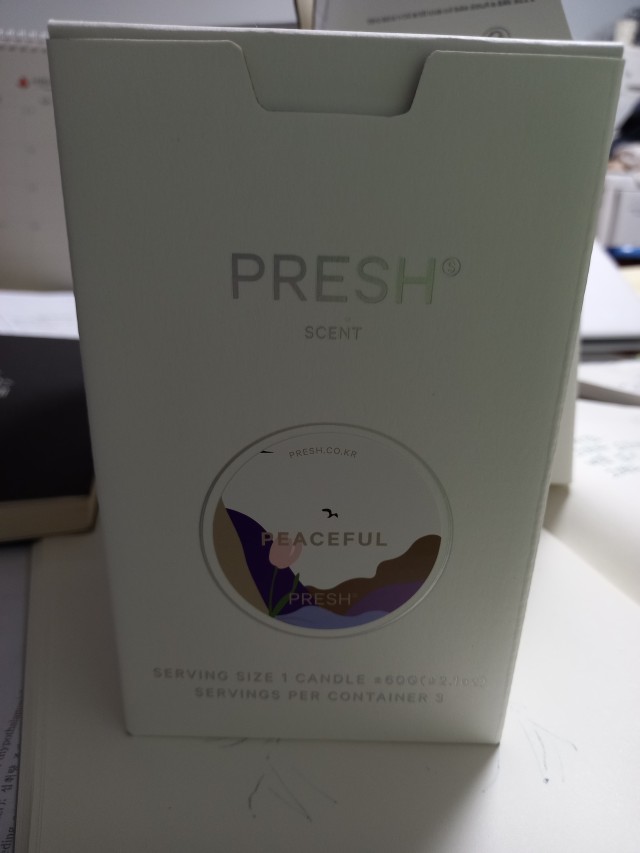 PRESH Ⓢ
SCENT
PRESH.CO.KR
PEACEFUL
PRESH
SERVING SIZE 1 CANDLE
SERVINGS PER CONTAINER 3